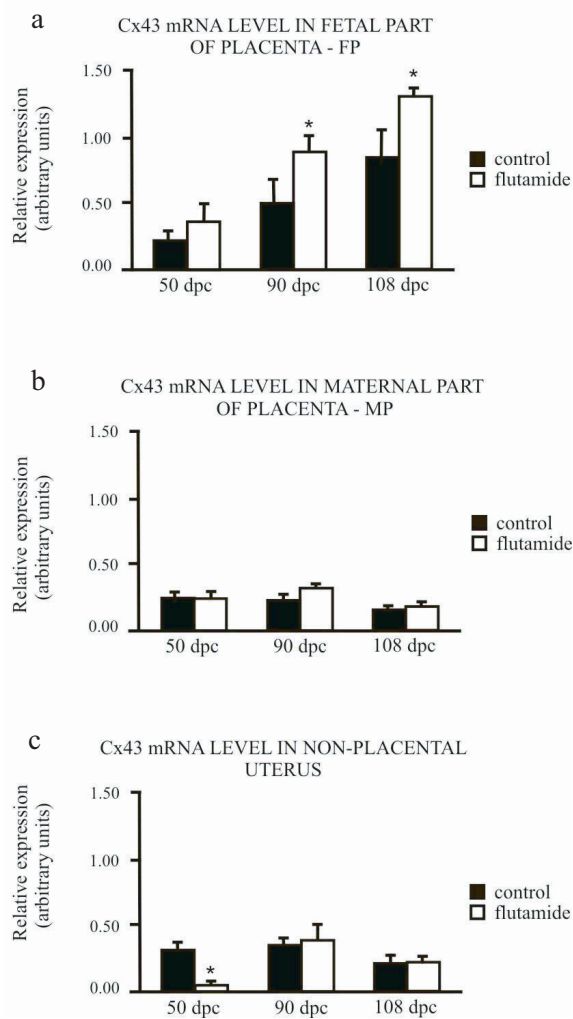 a
Cx43 mRNA LEVEL IN FETAL PART
OF PLACENTA - FP
Relative expression
(arbitrary units)
1.50
1.00
0.50
0.00
*
*
50 dpc
90 dpc
108 dpc
control
flutamide
b
Cx43 mRNA LEVEL IN MATERNAL PART
OF PLACENTA - MP
Relative expression
(arbitrary units)
1.50
1.00
0.50
0.00
50 dpc
90 dpc
108 dpc
control
flutamide
c
Cx43 mRNA LEVEL IN NON-PLACENTAL
UTERUS
Relative expression
(arbitrary units)
1.50
1.00
0.50
0.00
*
50 dpc
90 dpc
108 dpc
control
flutamide